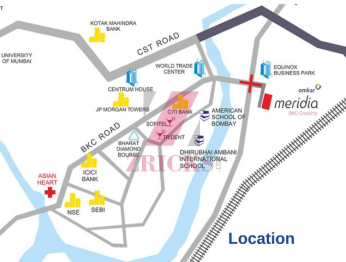 KOTAK MAHINDRA
BANK
CST ROAD
UNIVERSITY
OF MUMBAI
WORLD TRADE
CENTER
EQUINOX
BUSINESS PARK
CENTRUM HOUSE
omkar
meridia
BKC Crossing
JP MORGAN TOWERS
CITI BANK
AMERICAN
SCHOOL OF
BOMBAY
SOFITEL
BKC ROAD
TRIDENT
BHARAT
DIAMOND
BOURSE
DHIRUBHAI AMBANI
INTERNATIONAL
SCHOOL
ZRICKS
ICICI
BANK
ASIAN
HEART
NSE
SEBI
Location